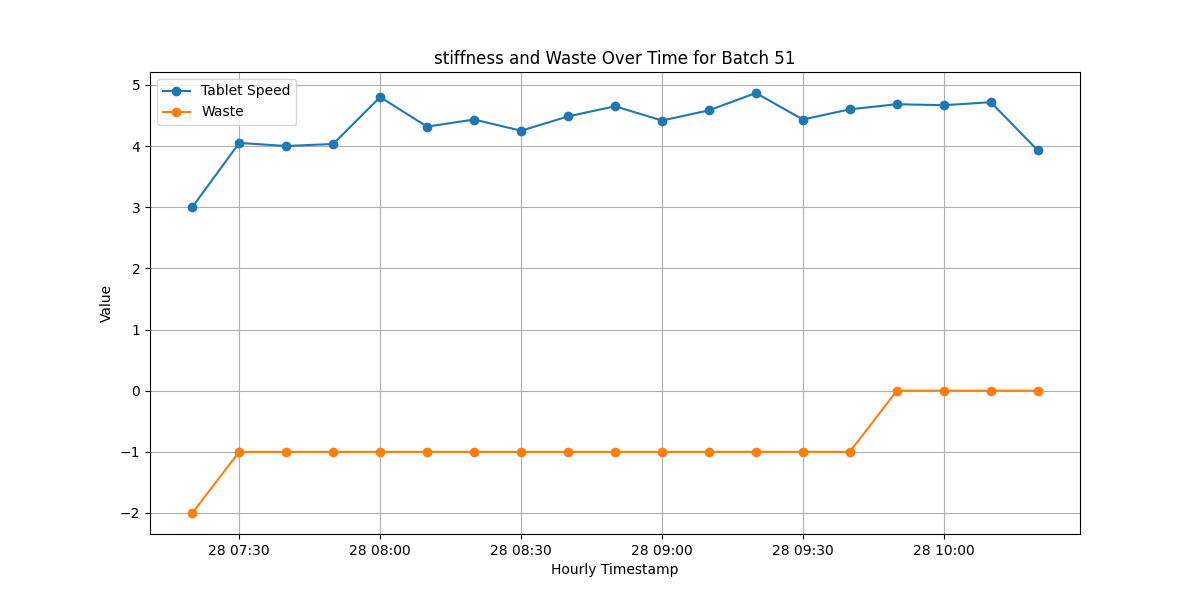 stiffness and Waste Over Time for Batch 51
Tablet Speed
Waste
5
4
3
2
1
0
−1
−2
Value
28 07:30 28 08:00 28 08:30 28 09:00 28 09:30 28 10:00
Hourly Timestamp